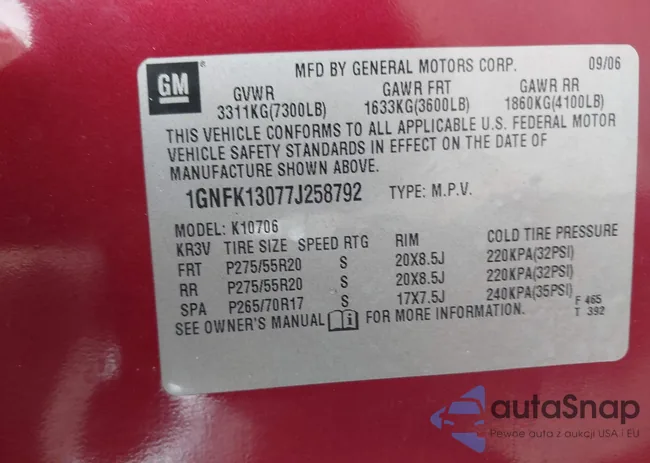 GM
MFD BY GENERAL MOTORS CORP. 09/06
GVWR GAWR FRT GAWR RR
3311KG(7300LB) 1633KG(3600LB) 1860KG(4100LB)
THIS VEHICLE CONFORMS TO ALL APPLICABLE U.S. FEDERAL MOTOR
VEHICLE SAFETY STANDARDS IN EFFECT ON THE DATE OF
MANUFACTURE SHOWN ABOVE.
1GNFK13077J258792 TYPE: M.P.V.
MODEL: K10706
KR3V TIRE SIZE SPEED RTG RIM COLD TIRE PRESSURE
FRT P275/55R20 S 20X8.5J 220KPA(32PSI)
RR P275/55R20 S 20X8.5J 220KPA(32PSI)
SPA P265/70R17 S 17X7.5J 240KPA(35PSI) F 465
SEE OWNER'S MANUAL FOR MORE INFORMATION. T 392
autaSnap
Pewne auta z aukcji USA i EU